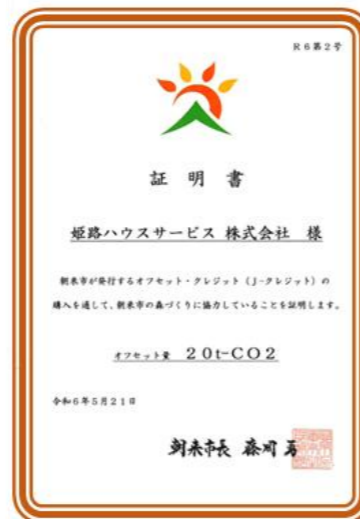 R6第2号
証明書
姫路ハウスサービス 株式会社 様
朝来市が発行するオフセット・クレジット（J-クレジット）の
購入を通して、朝来市の森づくりに協力していることを証明します。
オフセット量 20t-CO2
令和6年5月21日
朝来市長